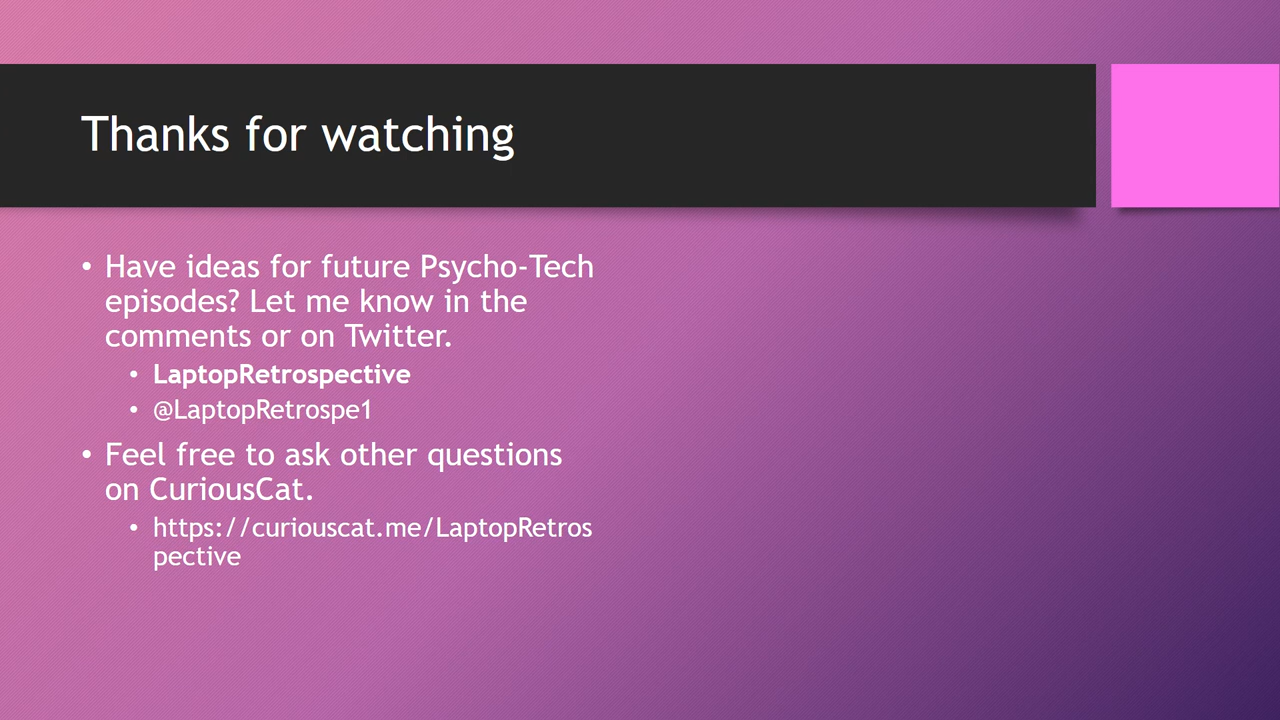 Thanks for watching
• Have ideas for future Psycho-Tech
episodes? Let me know in the
comments or on Twitter.
• LaptopRetrospective
• @LaptopRetrospe1
• Feel free to ask other questions
on CuriousCat.
• https://curiouscat.me/LaptopRetros
pective